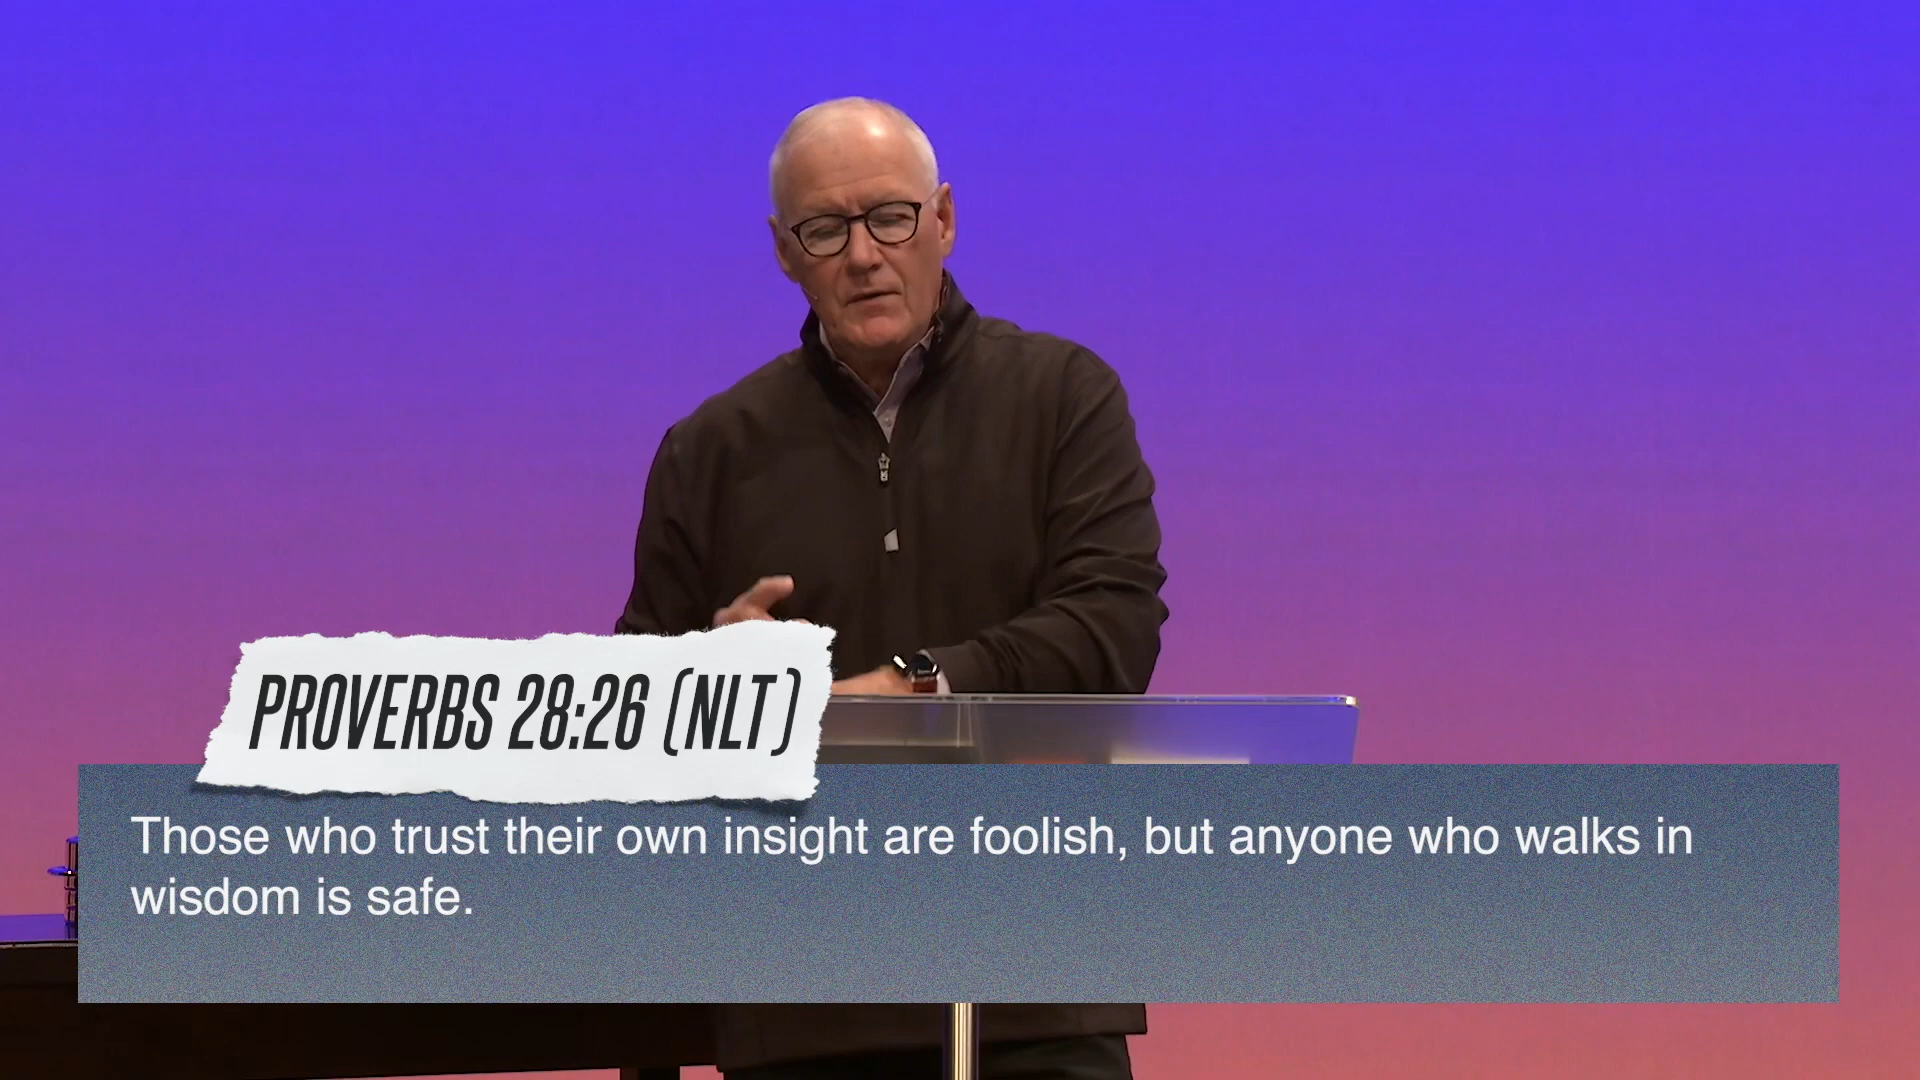 PROVERBS 28:26 (NLT)
Those who trust their own insight are foolish, but anyone who walks in
wisdom is safe.